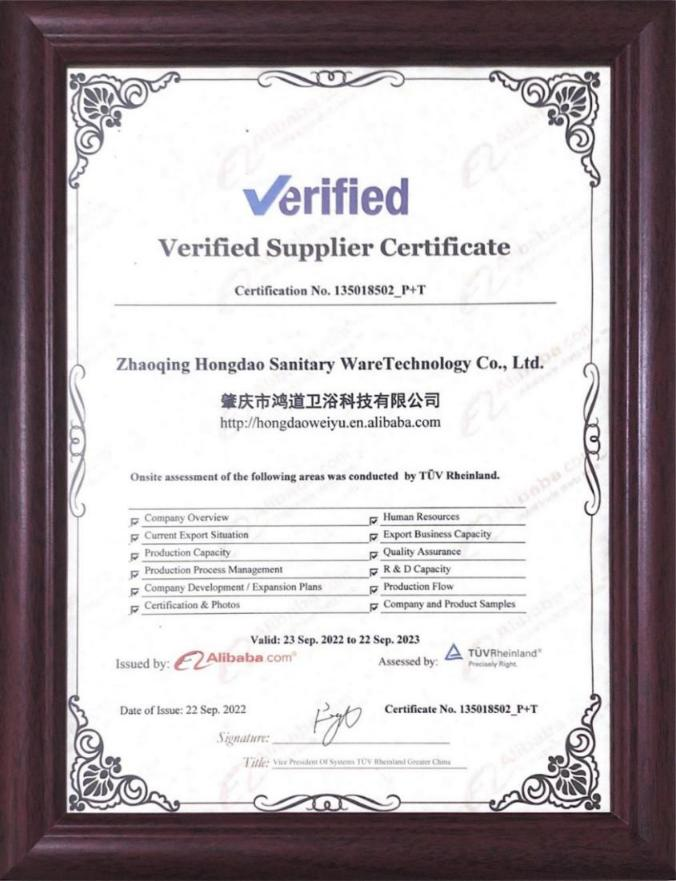 Verified
Verified Supplier Certificate
Certification No. 135018502_P+T
Zhaoqing Hongdao Sanitary WareTechnology Co., Ltd.
肇庆市鸿道卫浴科技有限公司
http://hongdaoweiyu.en.alibaba.com
Onsite assessment of the following areas was conducted by TÜV Rheinland.
Company Overview
Human Resources
Current Export Situation
Export Business Capacity
Production Capacity
Quality Assurance
Production Process Management
R & D Capacity
Company Development / Expansion Plans
Production Flow
Certification & Photos
Company and Product Samples
Valid: 23 Sep. 2022 to 22 Sep. 2023
Issued by: Alibaba.com®
Assessed by: TÜVRheinland®
Precisely Right.
Date of Issue: 22 Sep. 2022
Certificate No. 135018502_P+T
Signature:
Title: Vice President Of Systems TÜV Rheinland Greater China